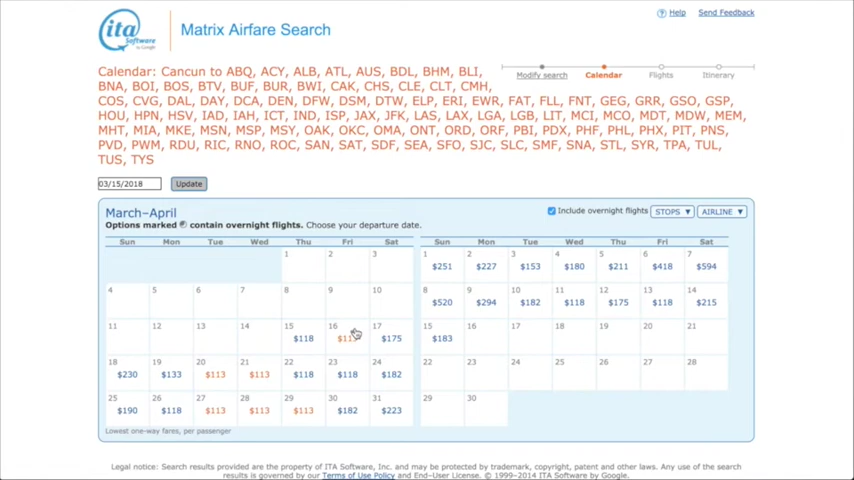 Help Send Feedback
ita
Software
by Google
Matrix Airfare Search
Calendar: Cancun to ABQ, ACY, ALB, ATL, AUS, BDL, BHM, BLI,
BNA, BOI, BOS, BTV, BUF, BUR, BWI, CAK, CHS, CLE, CLT, CMH,
COS, CVG, DAL, DAY, DCA, DEN, DFW, DSM, DTW, ELP, ERI, EWR, FAT, FLL, FNT, GEG, GRR, GSO, GSP,
HOU, HPN, HSV, IAD, IAH, ICT, IND, ISP, JAX, JFK, LAS, LAX, LGA, LGB, LIT, MCI, MCO, MDT, MDW, MEM,
MHT, MIA, MKE, MSN, MSP, MSY, OAK, OKC, OMA, ONT, ORD, ORF, PBI, PDX, PHF, PHL, PHX, PIT, PNS,
PVD, PWM, RDU, RIC, RNO, ROC, SAN, SAT, SDF, SEA, SFO, SJC, SLC, SMF, SNA, STL, SYR, TPA, TUL,
TUS, TYS
Modify search Calendar Flights Itinerary
03/15/2018 Update
March–April
Include overnight flights STOPS ▼ AIRLINE ▼
Options marked contain overnight flights. Choose your departure date.
Sun Mon Tue Wed Thu Fri Sat Sun Mon Tue Wed Thu Fri Sat
1 2 3 1 2 3 4 5 6 7
$251 $227 $153 $180 $211 $418 $594
4 5 6 7 8 9 10 8 9 10 11 12 13 14
$520 $294 $182 $118 $175 $118 $215
11 12 13 14 15 16 17 15 16 17 18 19 20 21
$118 $175 $183
18 19 20 21 22 23 24 22 23 24 25 26 27 28
$230 $133 $113 $113 $118 $118 $182
25 26 27 28 29 30 31 29 30
$190 $118 $113 $113 $113 $182 $223
Lowest one-way fares, per passenger
Legal notice: Search results provided are the property of ITA Software, Inc. and may be protected by trademark, copyright, patent and other laws. Any use of the search
results is governed by our Terms of Use Policy and End-User License. © 1999–2014 ITA Software by Google.